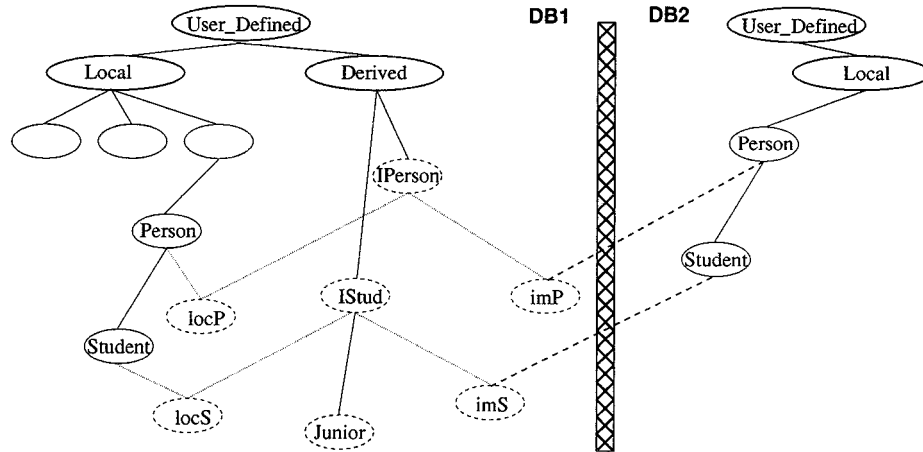 DB1
DB2
User_Defined
User_Defined
Local
Derived
Local
Person
IPerson
Person
Student
locP
IStud
imP
Student
locS
Junior
imS